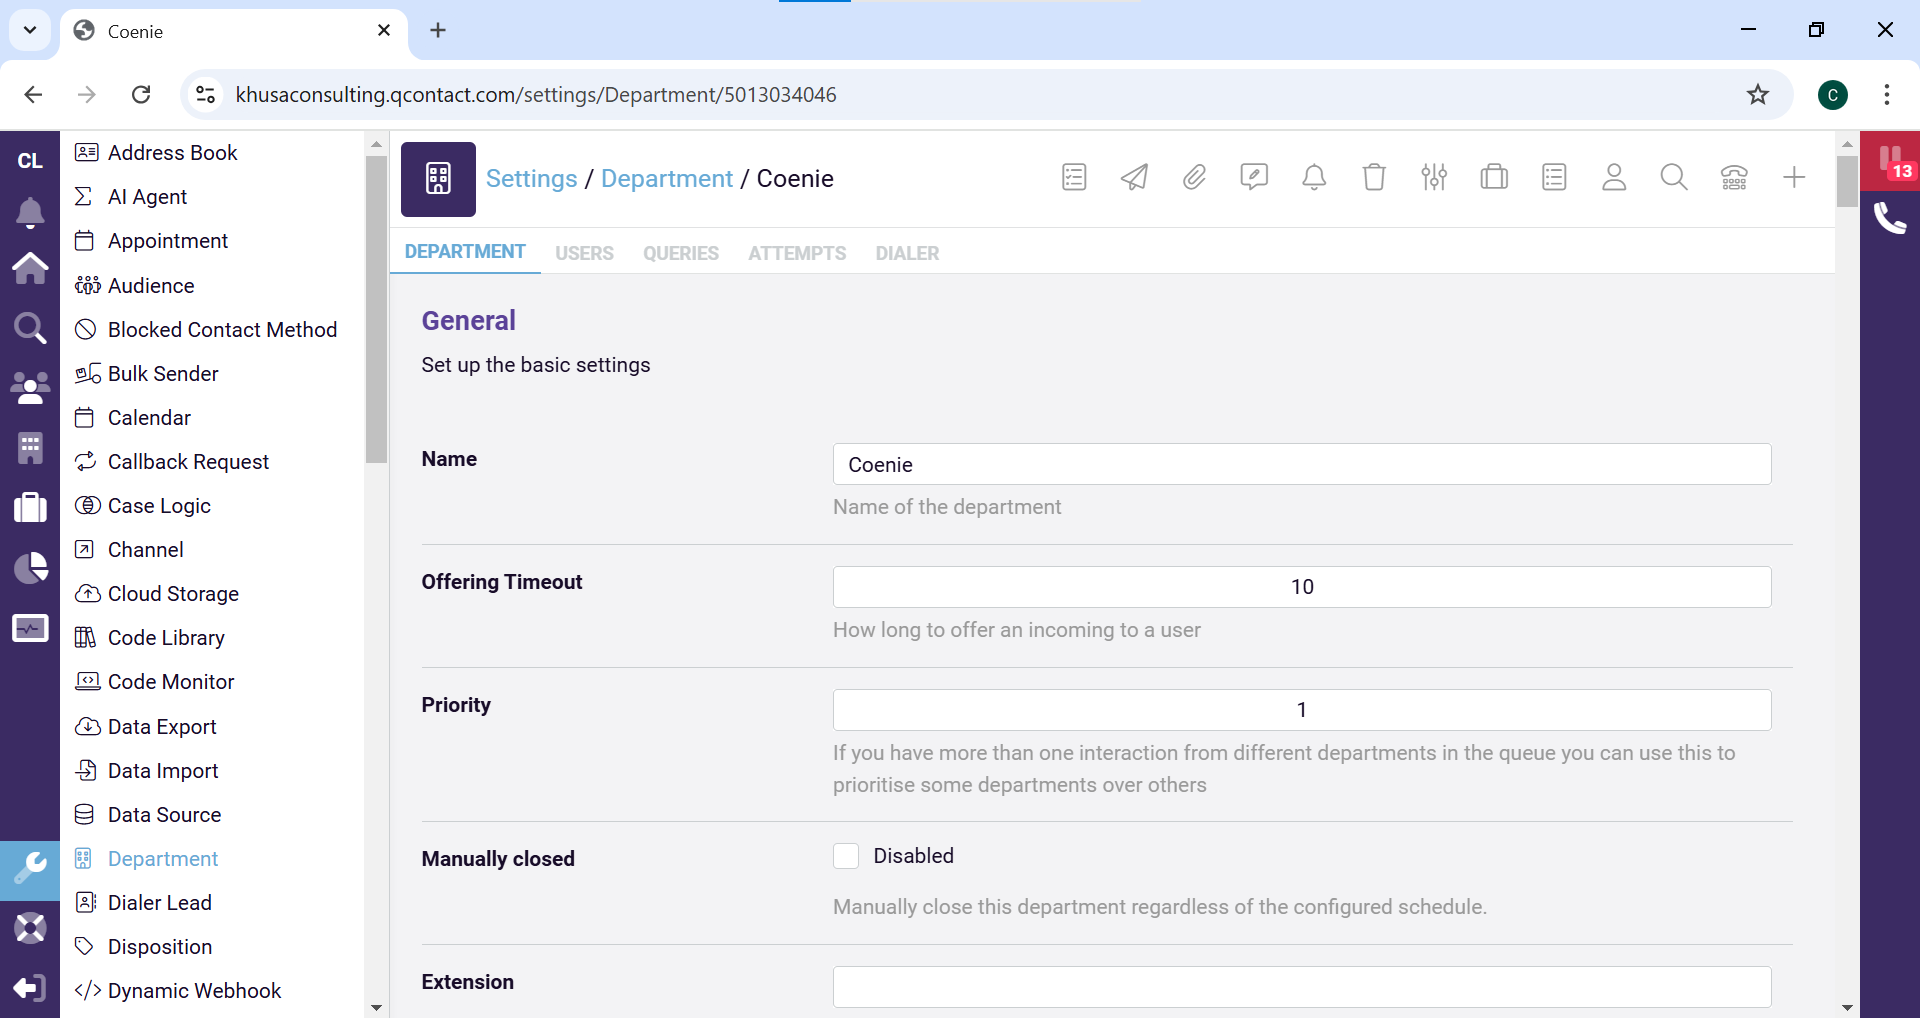 Coenie
khusaconsulting.qcontact.com/settings/Department/5013034046
C
CL
Address Book
AI Agent
Appointment
Audience
Blocked Contact Method
Bulk Sender
Calendar
Callback Request
Case Logic
Channel
Cloud Storage
Code Library
Code Monitor
Data Export
Data Import
Data Source
Department
Dialer Lead
Disposition
Dynamic Webhook
Settings / Department / Coenie
13
DEPARTMENT USERS QUERIES ATTEMPTS DIALER
General
Set up the basic settings
Name
Coenie
Name of the department
Offering Timeout
10
How long to offer an incoming to a user
Priority
1
If you have more than one interaction from different departments in the queue you can use this to
prioritise some departments over others
Manually closed
Disabled
Manually close this department regardless of the configured schedule.
Extension